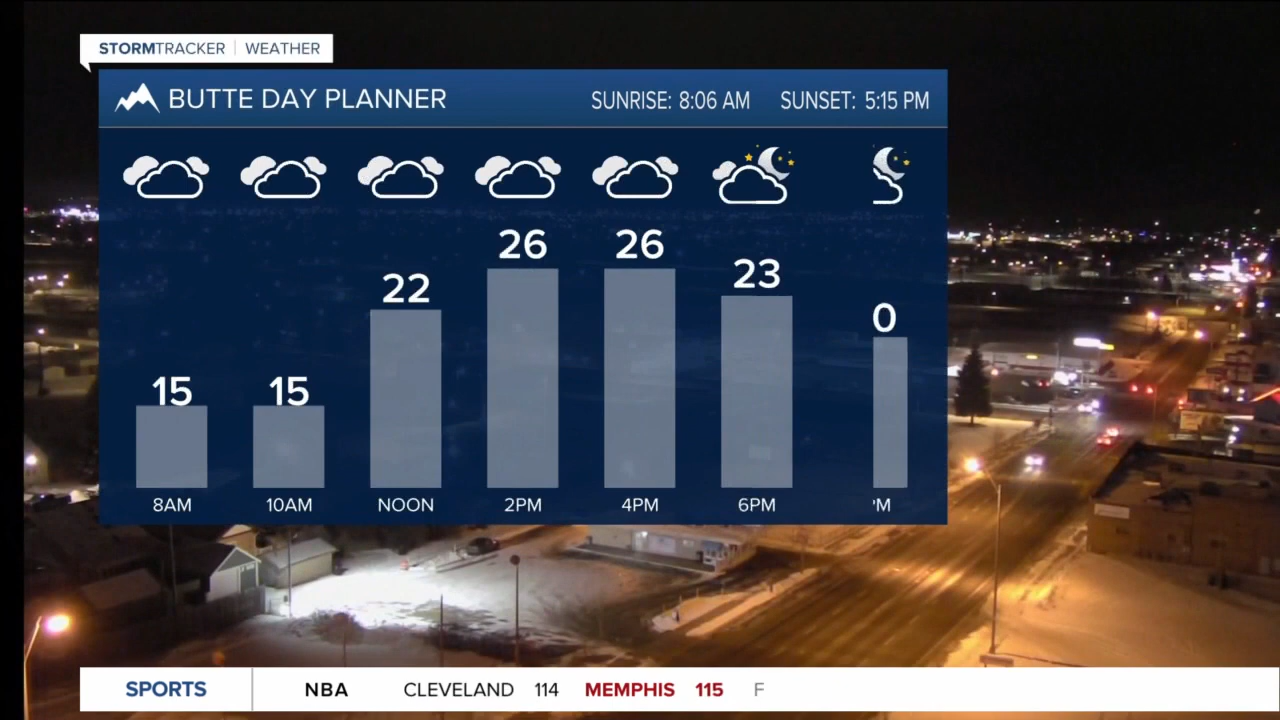 STORMTRACKER | WEATHER
BUTTE DAY PLANNER SUNRISE: 8:06 AM SUNSET: 5:15 PM
15 15 22 26 26 23 0
8AM 10AM NOON 2PM 4PM 6PM 'M
SPORTS NBA CLEVELAND 114 MEMPHIS 115 F